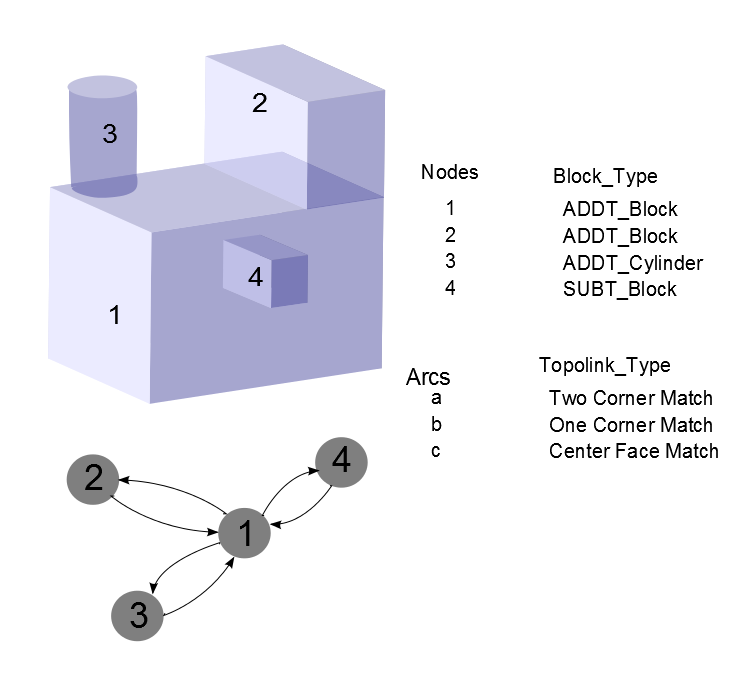 2
3
4
1
Nodes Block_Type
1 ADDT_Block
2 ADDT_Block
3 ADDT_Cylinder
4 SUBT_Block
Arcs Topolink_Type
a Two Corner Match
b One Corner Match
c Center Face Match
4
2
1
3